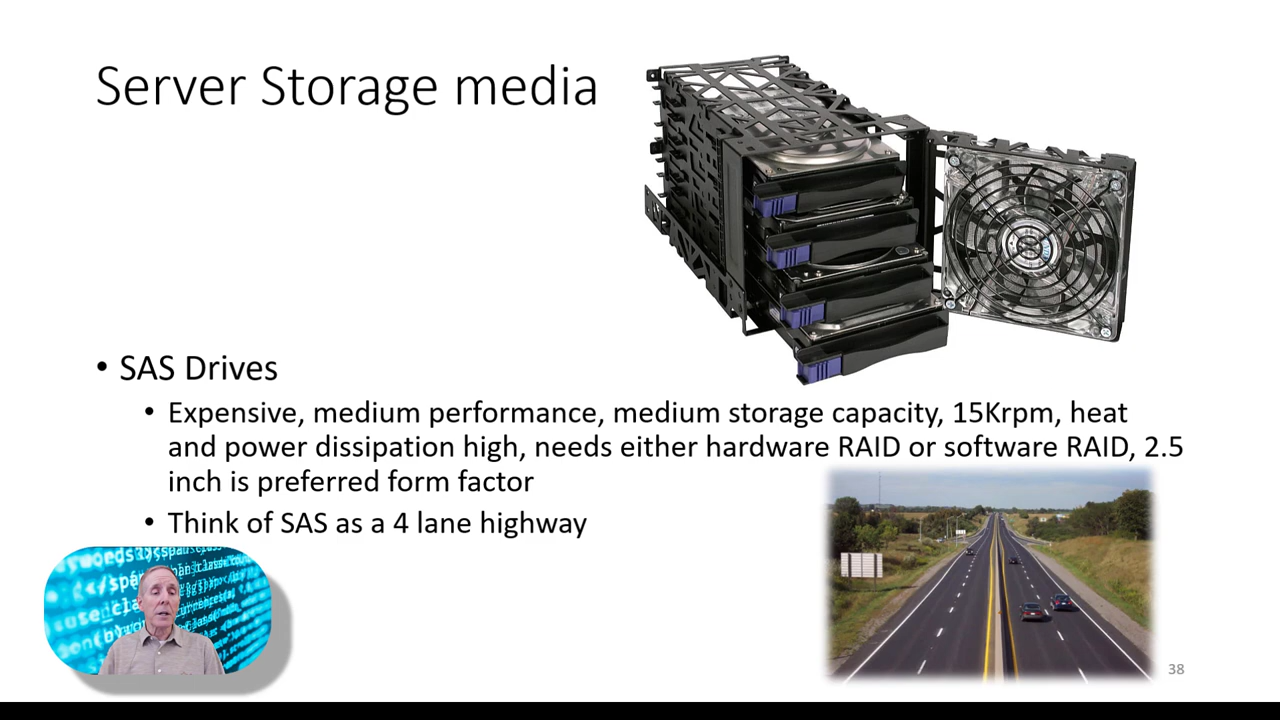 Server Storage media
• SAS Drives
• Expensive, medium performance, medium storage capacity, 15Krpm, heat
and power dissipation high, needs either hardware RAID or software RAID, 2.5
inch is preferred form factor
• Think of SAS as a 4 lane highway
38